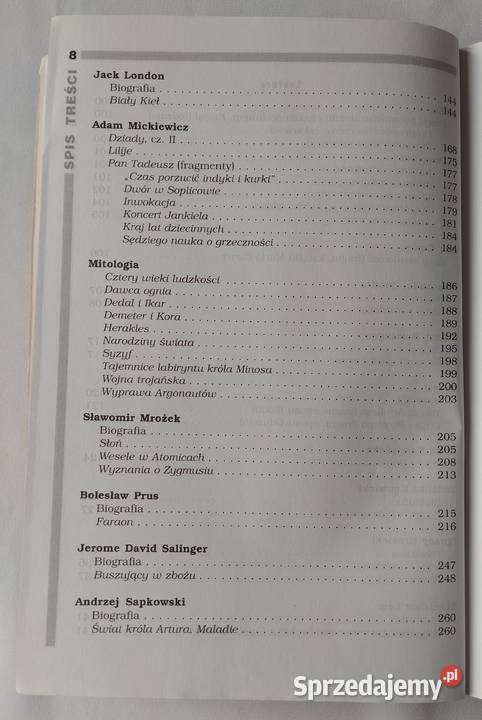 8
SPIS TREŚCI
Jack London
Biografia . . . . . . . . . . 144
Biały Kieł . . . . . . . . . . 144
Adam Mickiewicz
Dziady, cz. II . . . . . . . . . . 168
Lilije . . . . . . . . . . 175
Pan Tadeusz (fragmenty) . . . . . . . . . . 177
„Czas porzucić indyki i kurki” . . . . . . . . . . 177
Dwór w Soplicowie . . . . . . . . . . 178
Inwokacja . . . . . . . . . . 179
Koncert Jankiela . . . . . . . . . . 181
Kraj lat dziecinnych . . . . . . . . . . 184
Sędziego nauka o grzeczności . . . . . . . . . . 184
Mitologia
Cztery wieki ludzkości . . . . . . . . . . 186
Dawca ognia . . . . . . . . . . 187
Dedal i Ikar . . . . . . . . . . 188
Demeter i Kora . . . . . . . . . . 189
Herakles . . . . . . . . . . 192
Narodziny świata . . . . . . . . . . 195
Syzyf . . . . . . . . . . 198
Tajemnice labiryntu króla Minosa . . . . . . . . . . 199
Wojna trojańska . . . . . . . . . . 200
Wyprawa Argonautów . . . . . . . . . . 203
Sławomir Mrożek
Biografia . . . . . . . . . . 205
Słoń . . . . . . . . . . 205
Wesele w Atomicach . . . . . . . . . . 208
Wyznania o Zygmusiu . . . . . . . . . . 213
Bolesław Prus
Biografia . . . . . . . . . . 215
Faraon . . . . . . . . . . 216
Jerome David Salinger
Biografia . . . . . . . . . . 247
Buszujący w zbożu . . . . . . . . . . 248
Andrzej Sapkowski
Biografia . . . . . . . . . . 260
Świat króla Artura. Maladie . . . . . . . . . . 260
Sprzedajemy.pl